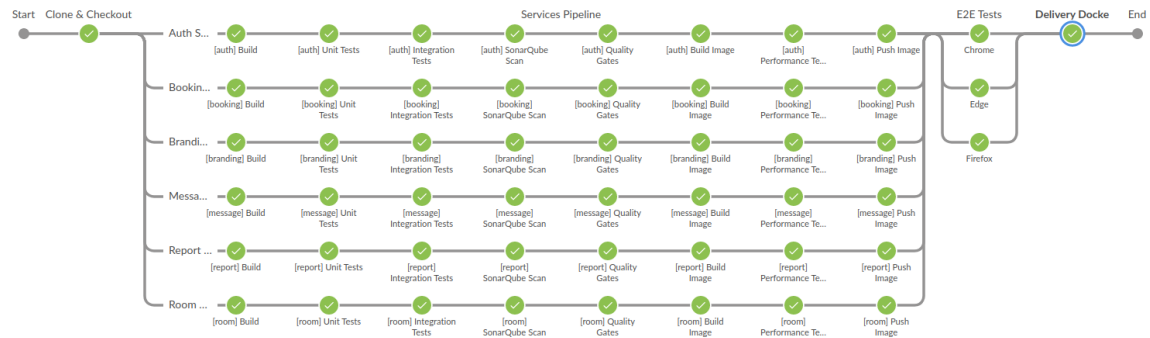 Start Clone & Checkout Services Pipeline E2E Tests Delivery Docke End
Auth S...
[auth] Build [auth] Unit Tests [auth] Integration Tests [auth] SonarQube Scan [auth] Quality Gates [auth] Build Image [auth] Performance Te... [auth] Push Image Chrome
Bookin...
[booking] Build [booking] Unit Tests [booking] Integration Tests [booking] SonarQube Scan [booking] Quality Gates [booking] Build Image [booking] Performance Te... [booking] Push Image Edge
Brandi...
[branding] Build [branding] Unit Tests [branding] Integration Tests [branding] SonarQube Scan [branding] Quality Gates [branding] Build Image [branding] Performance Te... [branding] Push Image Firefox
Messa...
[message] Build [message] Unit Tests [message] Integration Tests [message] SonarQube Scan [message] Quality Gates [message] Build Image [message] Performance Te... [message] Push Image
Report ...
[report] Build [report] Unit Tests [report] Integration Tests [report] SonarQube Scan [report] Quality Gates [report] Build Image [report] Performance Te... [report] Push Image
Room ...
[room] Build [room] Unit Tests [room] Integration Tests [room] SonarQube Scan [room] Quality Gates [room] Build Image [room] Performance Te... [room] Push Image